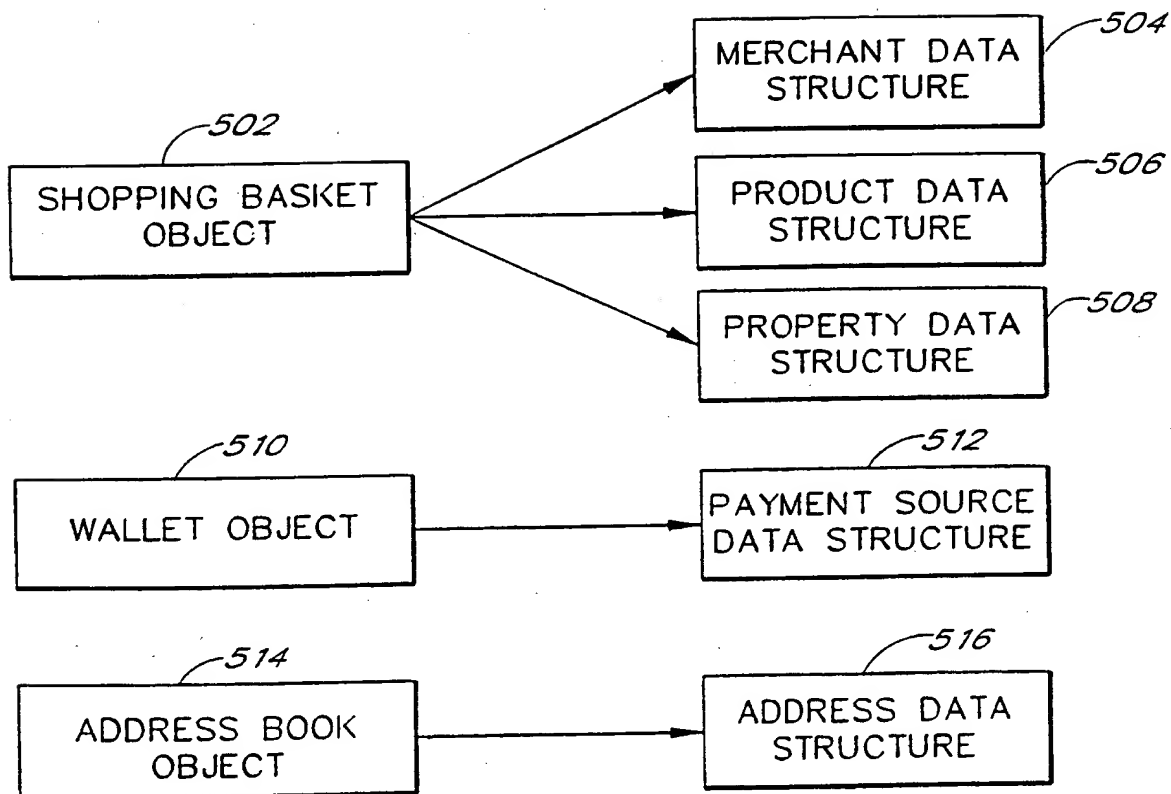 504
MERCHANT DATA
STRUCTURE
502
SHOPPING BASKET
OBJECT
506
PRODUCT DATA
STRUCTURE
508
PROPERTY DATA
STRUCTURE
510
WALLET OBJECT
512
PAYMENT SOURCE
DATA STRUCTURE
514
ADDRESS BOOK
OBJECT
516
ADDRESS DATA
STRUCTURE